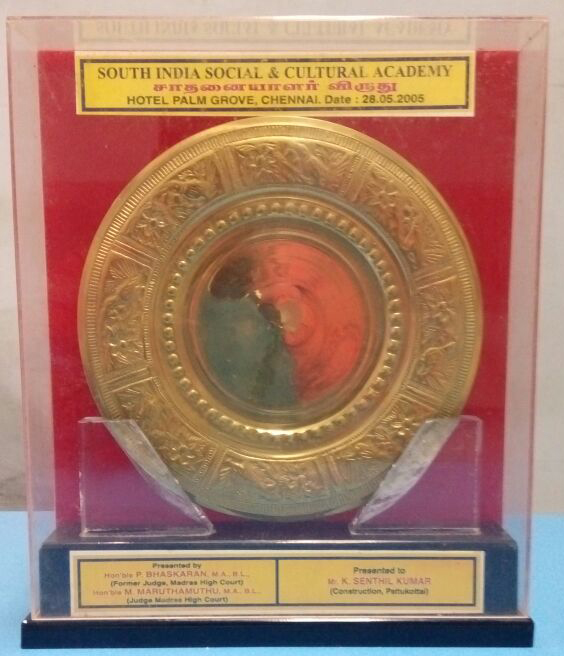 SOUTH INDIA SOCIAL & CULTURAL ACADEMY
சாதனையாளர் விருது
HOTEL PALM GROVE, CHENNAI. Date : 28.05.2005
Presented by
Hon'ble P. BHASKARAN, M.A., B.L.,
(Former Judge, Madras High Court)
Hon'ble M. MARUTHAMUTHU, M.A., B.L.,
(Judge Madras High Court)
Presented to
Mr. K. SENTHIL KUMAR
(Construction, Pattukottai)